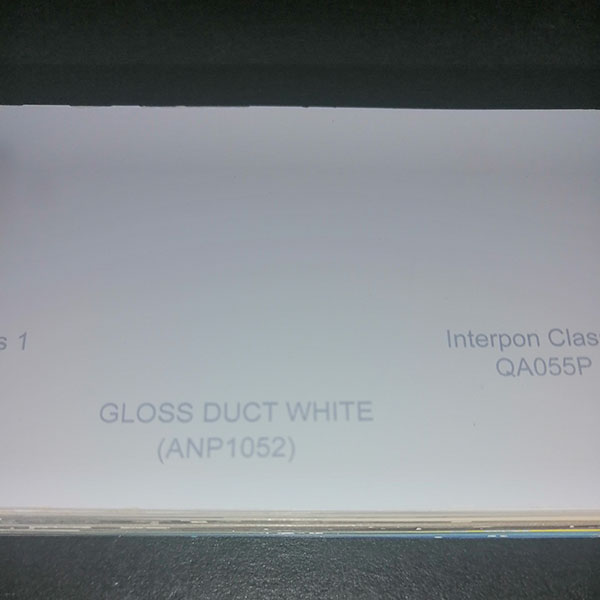 s 1
Interpon Clas
QA055P
GLOSS DUCT WHITE
(ANP1052)